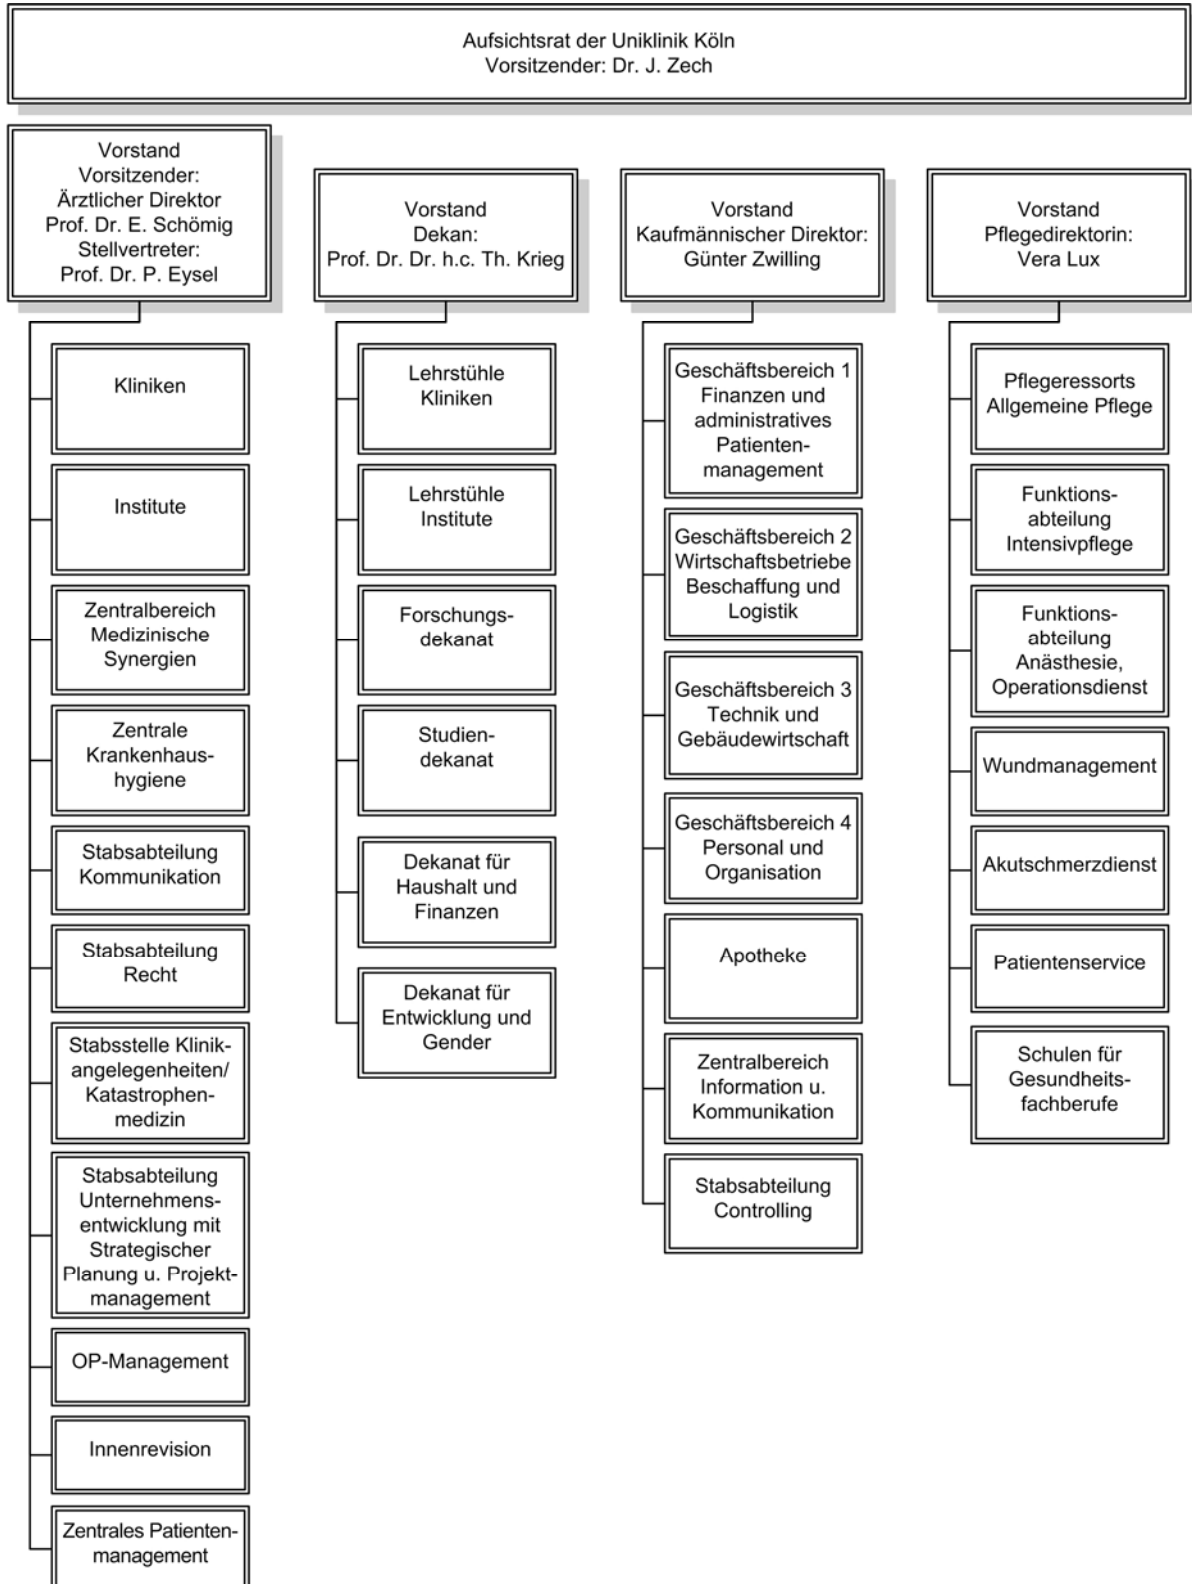 Aufsichtsrat der Uniklinik Köln
Vorsitzender: Dr. J. Zech
Vorstand
Vorsitzender:
Ärztlicher Direktor
Prof. Dr. E. Schömig
Stellvertreter:
Prof. Dr. P. Eysel
Kliniken
Institute
Zentralbereich
Medizinische
Synergien
Zentrale
Krankenhaus-
hygiene
Stabsabteilung
Kommunikation
Stabsabteilung
Recht
Stabsstelle Klinik-
angelegenheiten/
Katastrophen-
medizin
Stabsabteilung
Unternehmens-
entwicklung mit
Strategischer
Planung u. Projekt-
management
OP-Management
Innenrevision
Zentrales Patienten-
management
Vorstand
Dekan:
Prof. Dr. Dr. h.c. Th. Krieg
Lehrstühle
Kliniken
Lehrstühle
Institute
Forschungs-
dekanat
Studien-
dekanat
Dekanat für
Haushalt und
Finanzen
Dekanat für
Entwicklung und
Gender
Vorstand
Kaufmännischer Direktor:
Günter Zwilling
Geschäftsbereich 1
Finanzen und
administratives
Patienten-
management
Geschäftsbereich 2
Wirtschaftsbetriebe
Beschaffung und
Logistik
Geschäftsbereich 3
Technik und
Gebäudewirtschaft
Geschäftsbereich 4
Personal und
Organisation
Apotheke
Zentralbereich
Information u.
Kommunikation
Stabsabteilung
Controlling
Vorstand
Pflegedirektorin:
Vera Lux
Pflegeressorts
Allgemeine Pflege
Funktions-
abteilung
Intensivpflege
Funktions-
abteilung
Anästhesie,
Operationsdienst
Wundmanagement
Akutschmerzdienst
Patientenservice
Schulen für
Gesundheits-
fachberufe